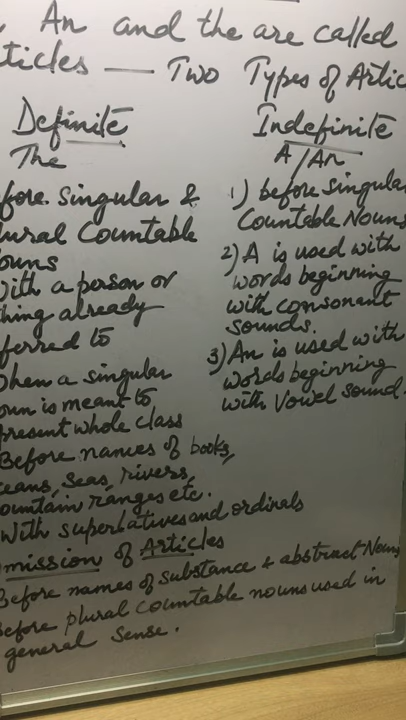 An and the are called
ticles — Two Types of Artic
Definite
The
fore singular &
lural Countable
ouns
with a person or
hing already
ferred to
When a singular
oun is meant to
present whole class
Before names of books,
ceans, seas, rivers,
ountain ranges etc.
With superlatives and ordinals
Indefinite
A/An
1) before singular
Countable Nouns
2) A is used with
words beginning
with consonant
sounds.
3) An is used with
words beginning
with Vowel sound.
mission of Articles
Before names of substance & abstract Nouns
Before plural countable nouns used in
general sense.